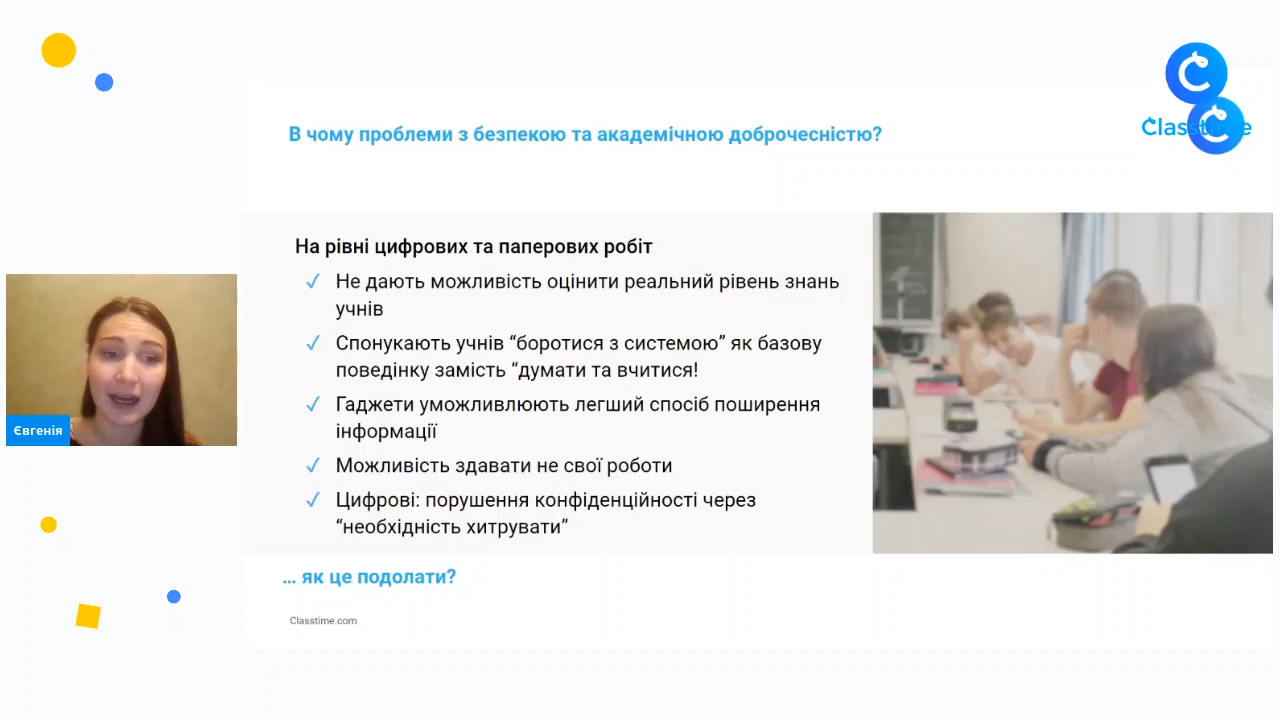 В чому проблеми з безпекою та академічною доброчесністю?
Classtime
На рівні цифрових та паперових робіт
Не дають можливість оцінити реальний рівень знань
учнів
Спонукають учнів “боротися з системою” як базову
поведінку замість “думати та вчитися!
Гаджети уможливлюють легший спосіб поширення
інформації
Можливість здавати не свої роботи
Цифрові: порушення конфіденційності через
“необхідність хитрувати”
Євгенія
... як це подолати?
Classtime.com